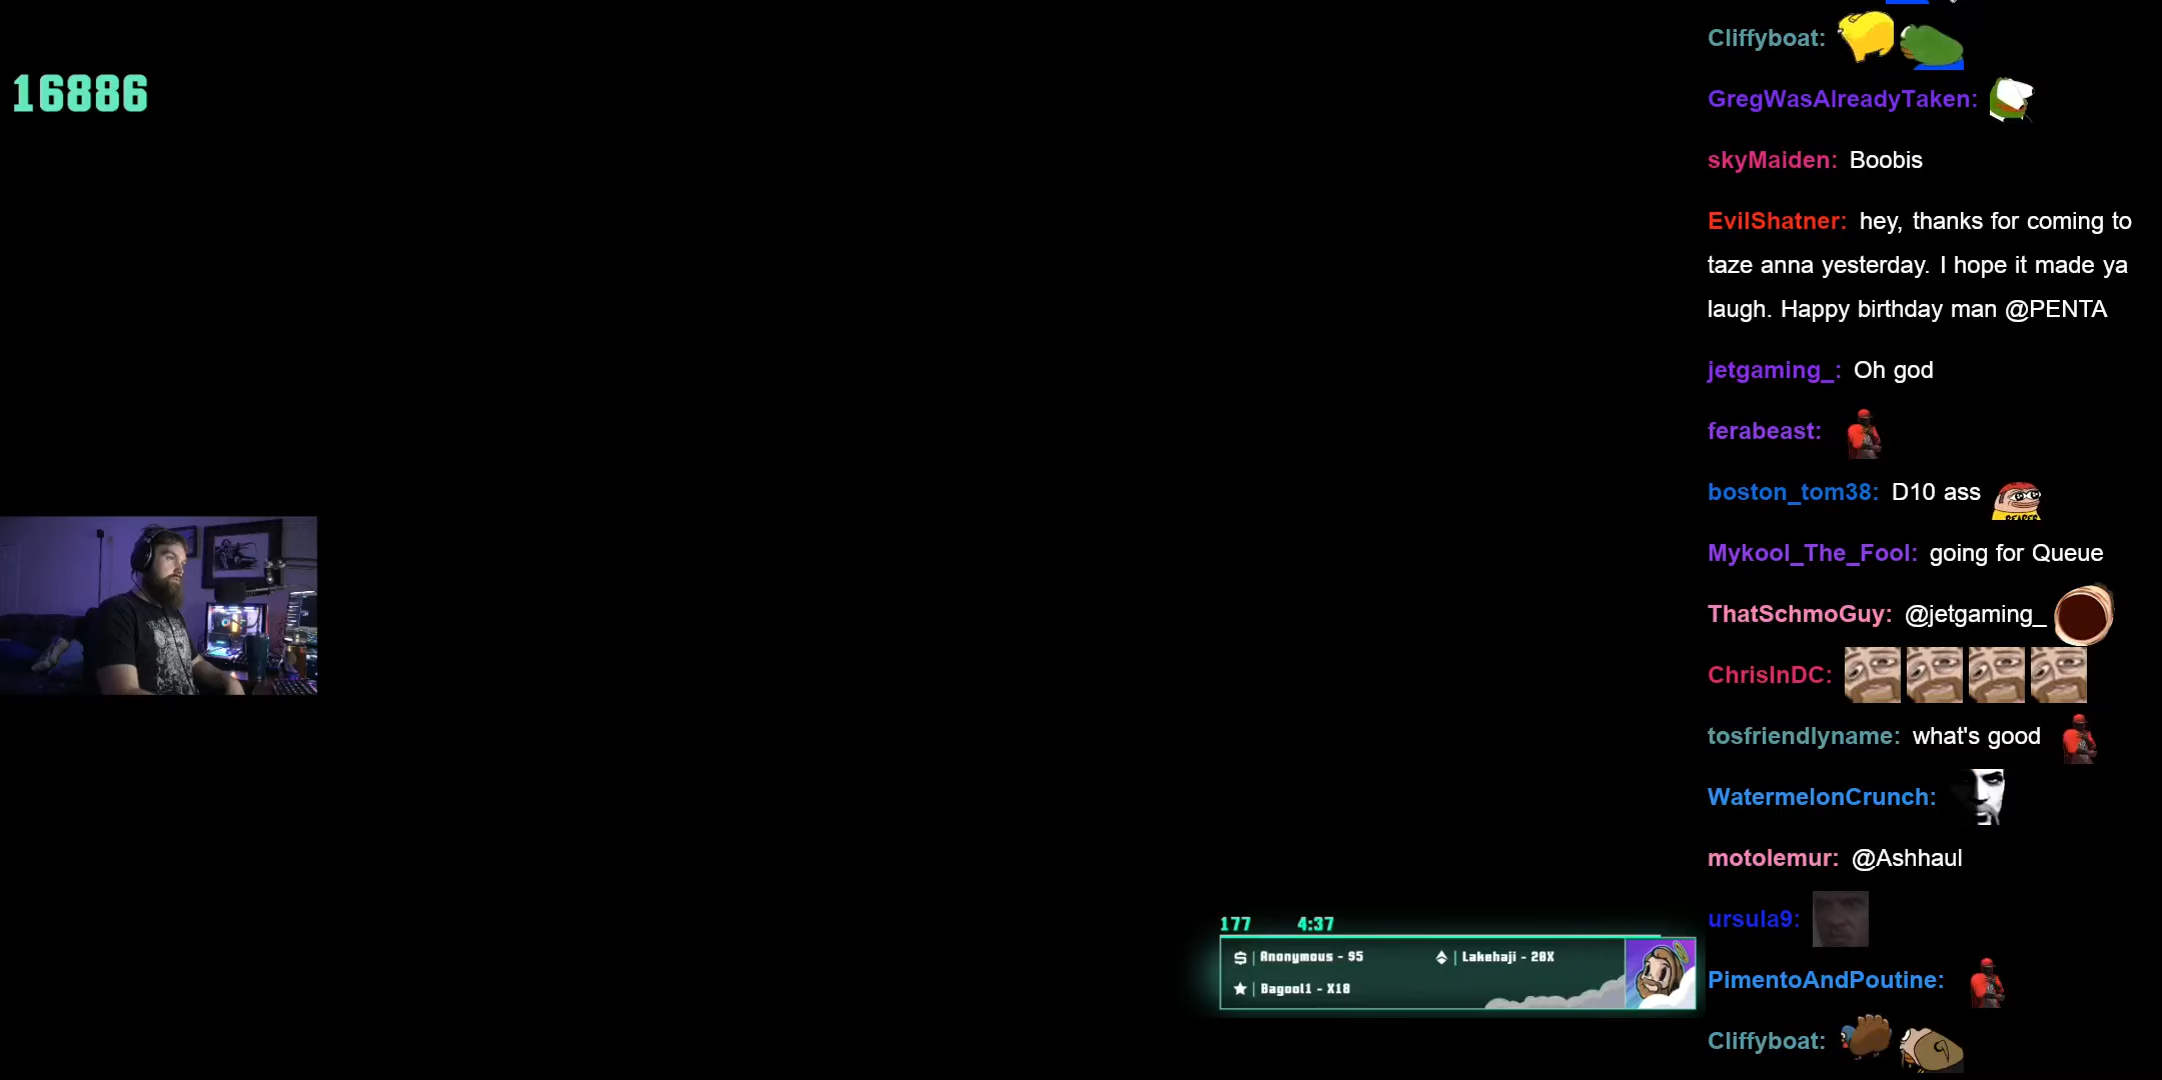 16886
Cliffyboat:
GregWasAlreadyTaken:
skyMaiden: Boobis
EvilShatner: hey, thanks for coming to
taze anna yesterday. I hope it made ya
laugh. Happy birthday man @PENTA
jetgaming_: Oh god
ferabeast:
boston_tom38: D10 ass
Mykool_The_Fool: going for Queue
ThatSchmoGuy: @jetgaming_
ChrisInDC:
tosfriendlyname: what's good
WatermelonCrunch:
motolemur: @Ashhaul
ursula9:
PimentoAndPoutine:
Cliffyboat:
177 4:37
Anonymous - $5 Lakehaji - 20X
Bagool1 - X10